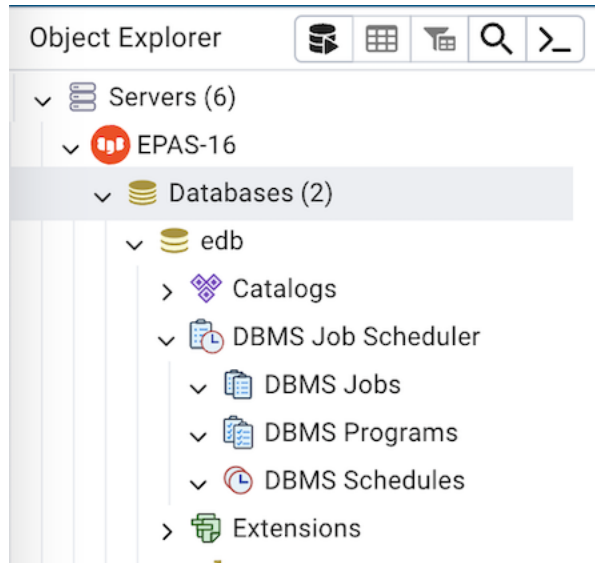 Object Explorer
Servers (6)
EPAS-16
Databases (2)
edb
Catalogs
DBMS Job Scheduler
DBMS Jobs
DBMS Programs
DBMS Schedules
Extensions